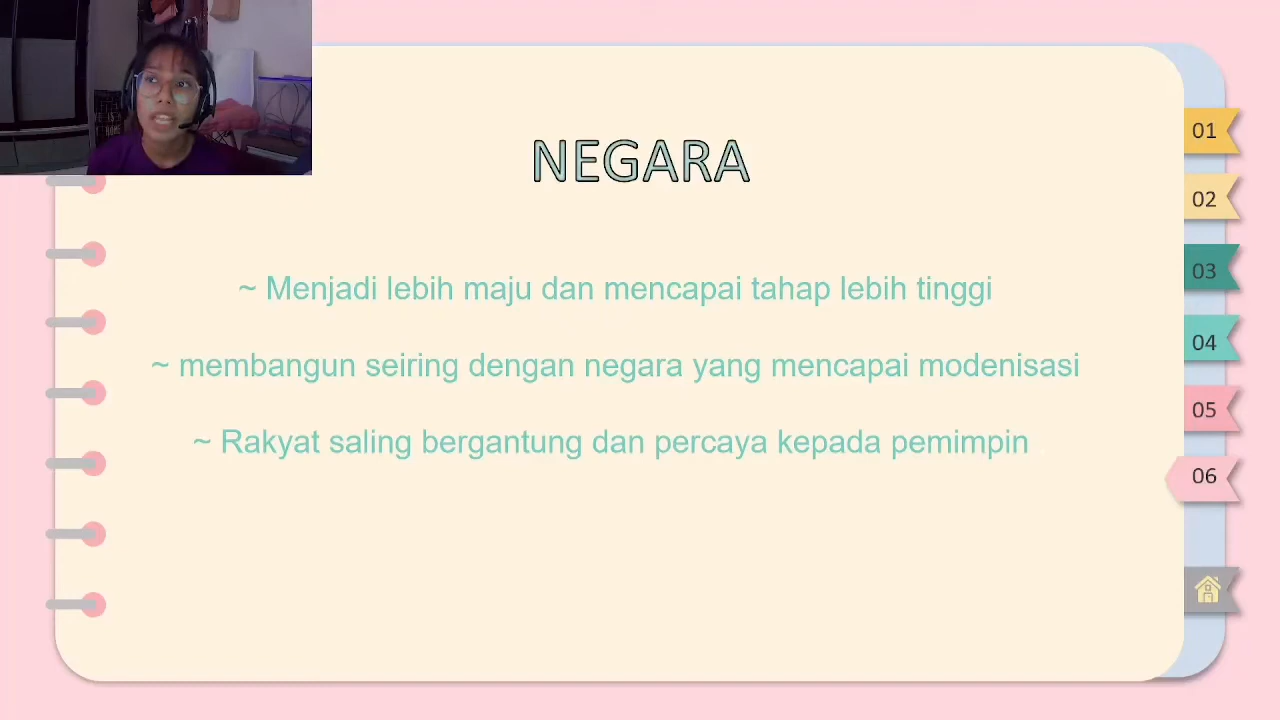 NEGARA
~ Menjadi lebih maju dan mencapai tahap lebih tinggi
~ membangun seiring dengan negara yang mencapai modenisasi
~ Rakyat saling bergantung dan percaya kepada pemimpin
01
02
03
04
05
06